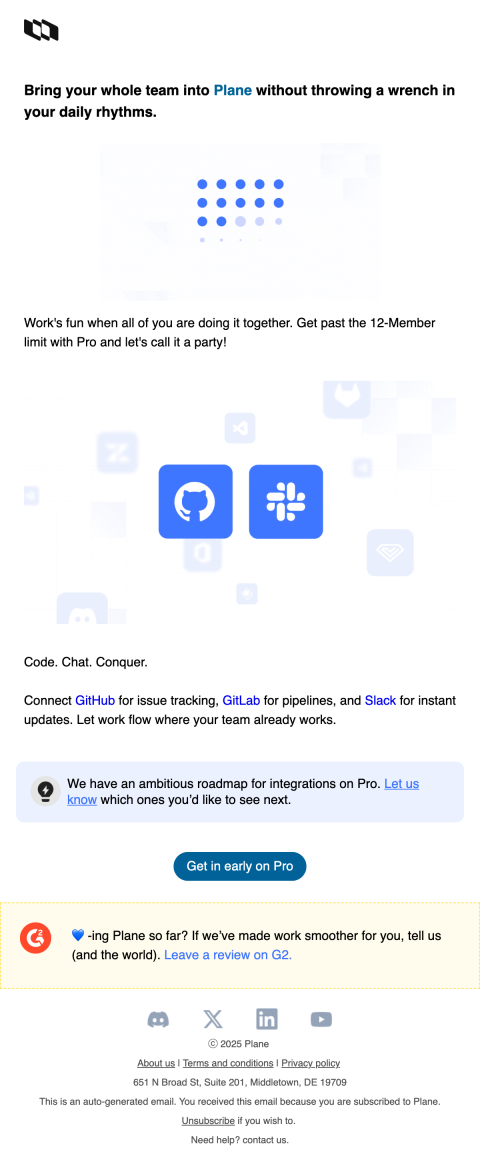 Bring your whole team into Plane without throwing a wrench in
your daily rhythms.
Work's fun when all of you are doing it together. Get past the 12-Member
limit with Pro and let's call it a party!
Code. Chat. Conquer.
Connect GitHub for issue tracking, GitLab for pipelines, and Slack for instant
updates. Let work flow where your team already works.
We have an ambitious roadmap for integrations on Pro. Let us
know which ones you’d like to see next.
Get in early on Pro
💙 -ing Plane so far? If we’ve made work smoother for you, tell us
(and the world). Leave a review on G2.
ⓒ 2025 Plane
About us | Terms and conditions | Privacy policy
651 N Broad St, Suite 201, Middletown, DE 19709
This is an auto-generated email. You received this email because you are subscribed to Plane.
Unsubscribe if you wish to.
Need help? contact us.